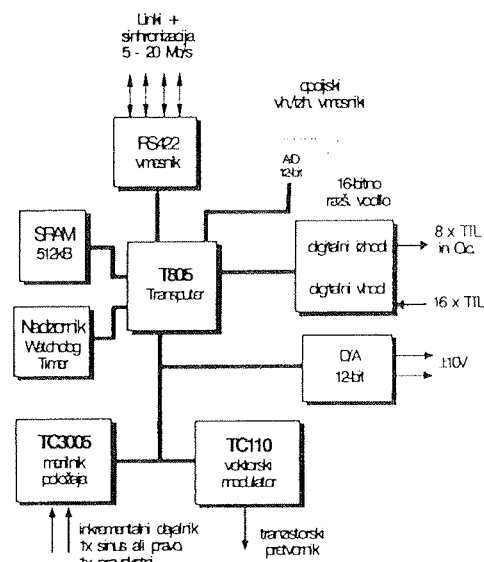 Linki +
sinhronizacija
5 - 20 Mb/s
opcijski
vh./izh. vmesniki
RS422
vmesnik
A/D
12-bit
16-bitno
razš. vodilo
SRAM
512kB
T805
Transputer
digitalni izhod
digitalni vhod
8 x TTL
in O.c.
16 x TTL
Nadzornik
Watchdog
Timer
D/A
12-bit
±10V
TC3005
merilnik
položaja
TC110
vektorski
modulator
inkrementalni dajalnik
1x sinus ali pravo.
1x pravokotni
tranzistorski
pretvornik